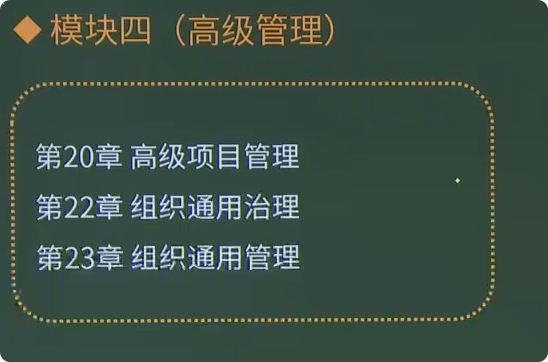 ◆ 模块四（高级管理）
第20章 高级项目管理
第22章 组织通用治理
第23章 组织通用管理